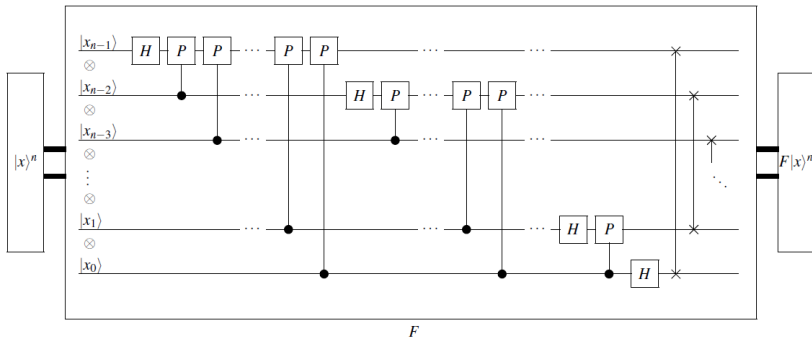 |x_{n−1}⟩ H P P ⋯ P P ⋯ ⋯
⊗
|x_{n−2}⟩ H P ⋯ P P ⋯
⊗
|x_{n−3}⟩ ⋯ ⋯ ⋯
|x⟩^n ⊗ F|x⟩^n
⋮ ⋱
⊗
|x_1⟩ ⋯ ⋯ ⋯ H P
⊗
|x_0⟩ H
F